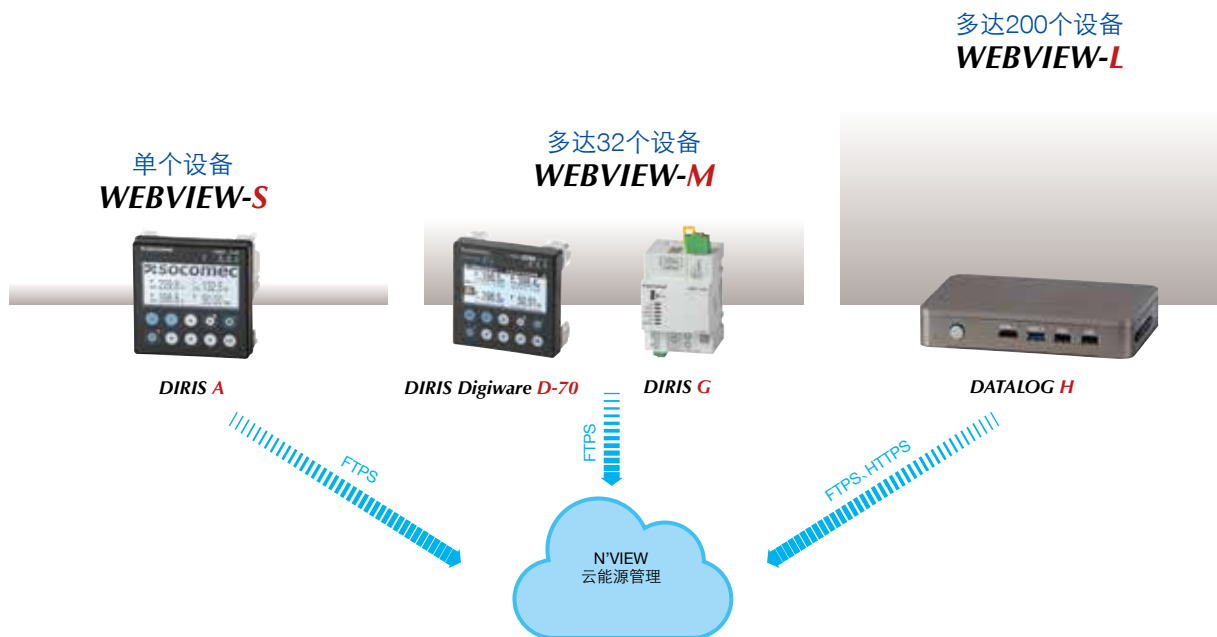 多达200个设备
WEBVIEW-L
多达32个设备
WEBVIEW-M
单个设备
WEBVIEW-S
socomec
DIRIS A
DIRIS Digiware D-70
DIRIS G
DATALOG H
FTPS
FTPS
FTPS、HTTPS
N'VIEW
云能源管理